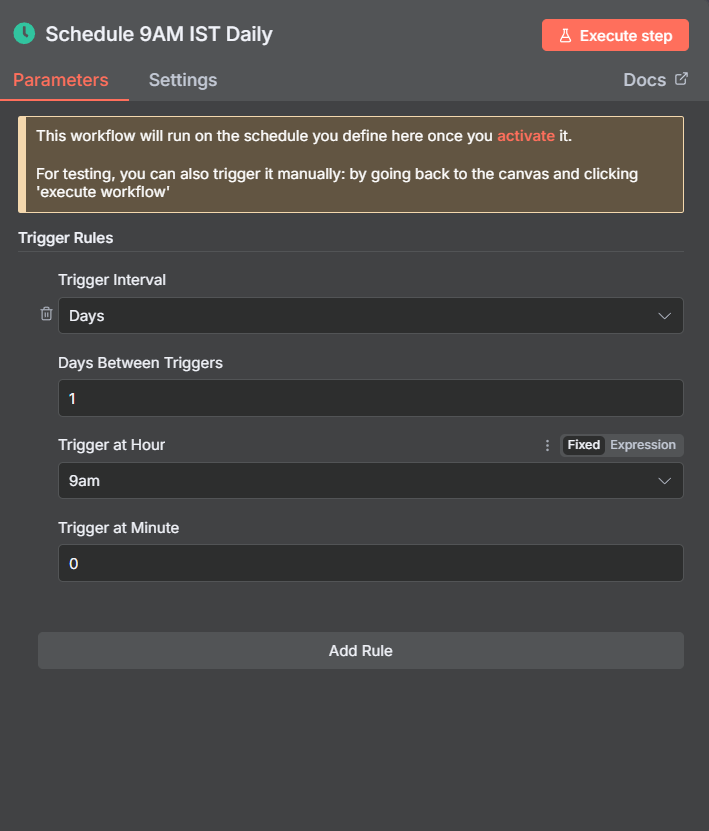 Schedule 9AM IST Daily
Execute step
Parameters
Settings
Docs
This workflow will run on the schedule you define here once you activate it.
For testing, you can also trigger it manually: by going back to the canvas and clicking
'execute workflow'
Trigger Rules
Trigger Interval
Days
Days Between Triggers
1
Trigger at Hour
Fixed
Expression
9am
Trigger at Minute
0
Add Rule